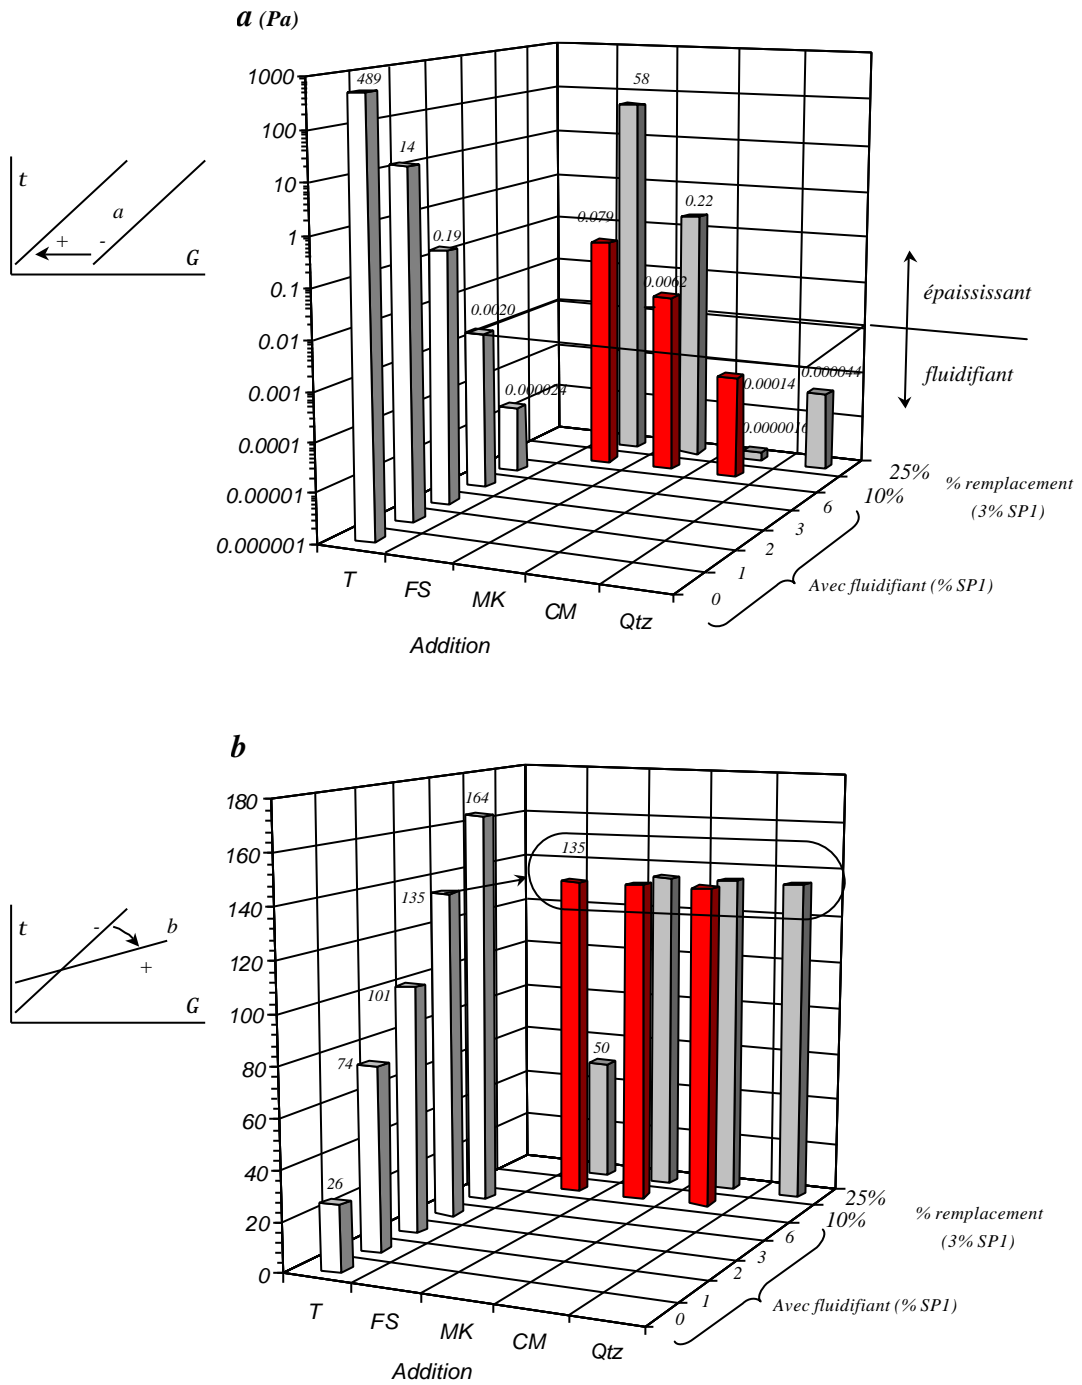 a (Pa)
1000
100
10
1
0.1
0.01
0.001
0.0001
0.00001
0.000001
489
14
0.19
0.0020
0.000024
58
0.079
0.22
0.0062
0.00014
0.000044
0.0000016
t
a
+ -
G
épaississant
fluidifiant
25%
10%
% remplacement
(3% SP1)
6
3
2
1
0
Avec fluidifiant (% SP1)
T
FS
MK
CM
Qtz
Addition
b
180
160
140
120
100
80
60
40
20
0
164
135
135
101
74
50
26
t
-
b
+
G
25%
10%
% remplacement
(3% SP1)
6
3
2
1
0
Avec fluidifiant (% SP1)
T
FS
MK
CM
Qtz
Addition